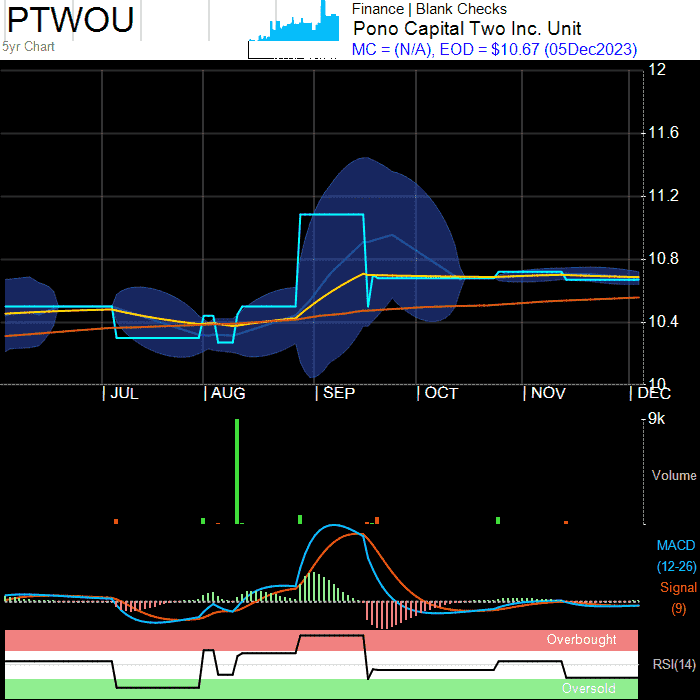 PTWOU
5yr Chart
Finance | Blank Checks
Pono Capital Two Inc. Unit
MC = (N/A), EOD = $10.67 (05Dec2023)
12
11.6
11.2
10.8
10.4
10
JUL AUG SEP OCT NOV DEC
9k
Volume
MACD
(12-26)
Signal
(9)
Overbought
RSI(14)
Oversold